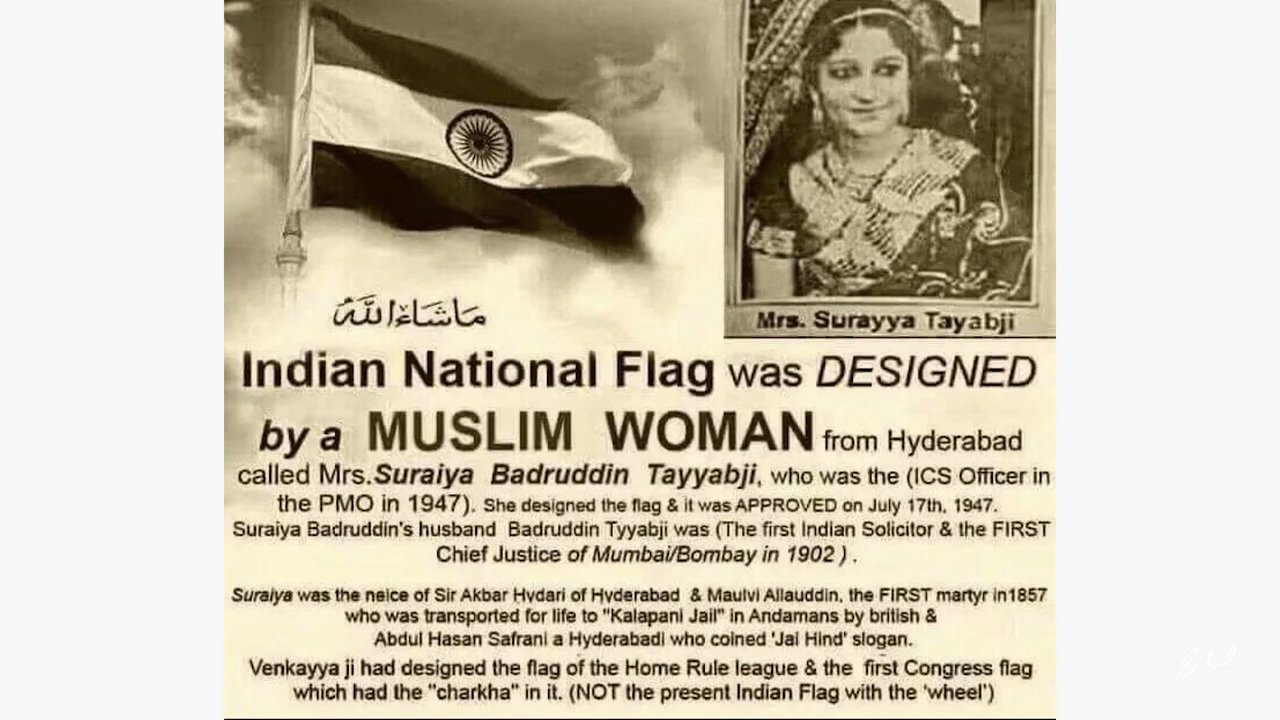 Mrs. Surayya Tayabji
مَاشَاءَاللّٰه
Indian National Flag was DESIGNED
by a MUSLIM WOMAN from Hyderabad
called Mrs.Suraiya Badruddin Tayyabji, who was the (ICS Officer in
the PMO in 1947). She designed the flag & it was APPROVED on July 17th, 1947.
Suraiya Badruddin's husband Badruddin Tyyabji was (The first Indian Solicitor & the FIRST
Chief Justice of Mumbai/Bombay in 1902 ) .
Suraiya was the neice of Sir Akbar Hydari of Hyderabad & Maulvi Allauddin, the FIRST martyr in1857
who was transported for life to "Kalapani Jail" in Andamans by british &
Abdul Hasan Safrani a Hyderabadi who coined 'Jai Hind' slogan.
Venkayya ji had designed the flag of the Home Rule league & the first Congress flag
which had the "charkha" in it. (NOT the present Indian Flag with the 'wheel')